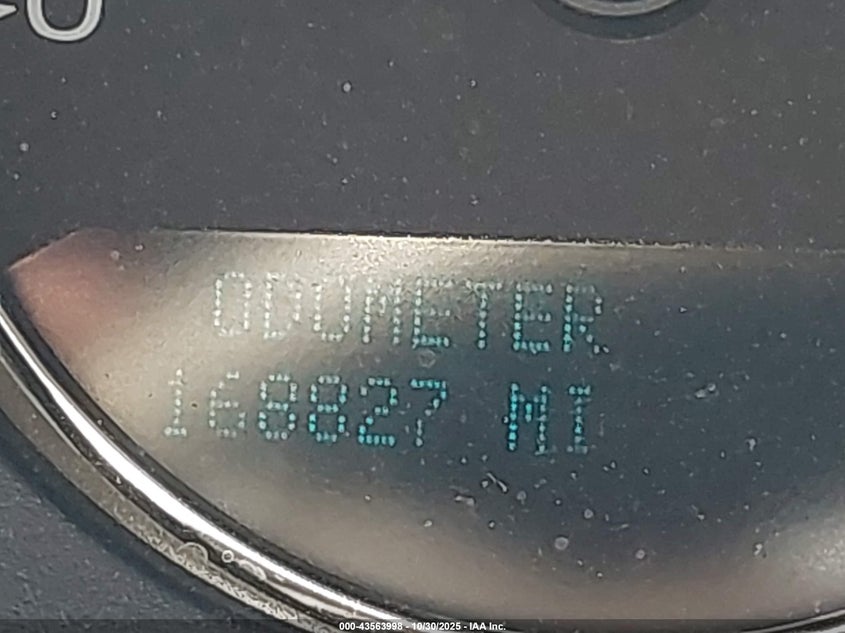 ODOMETER
168827 MI
000-43563998 - 10/30/2025 - IAA Inc.